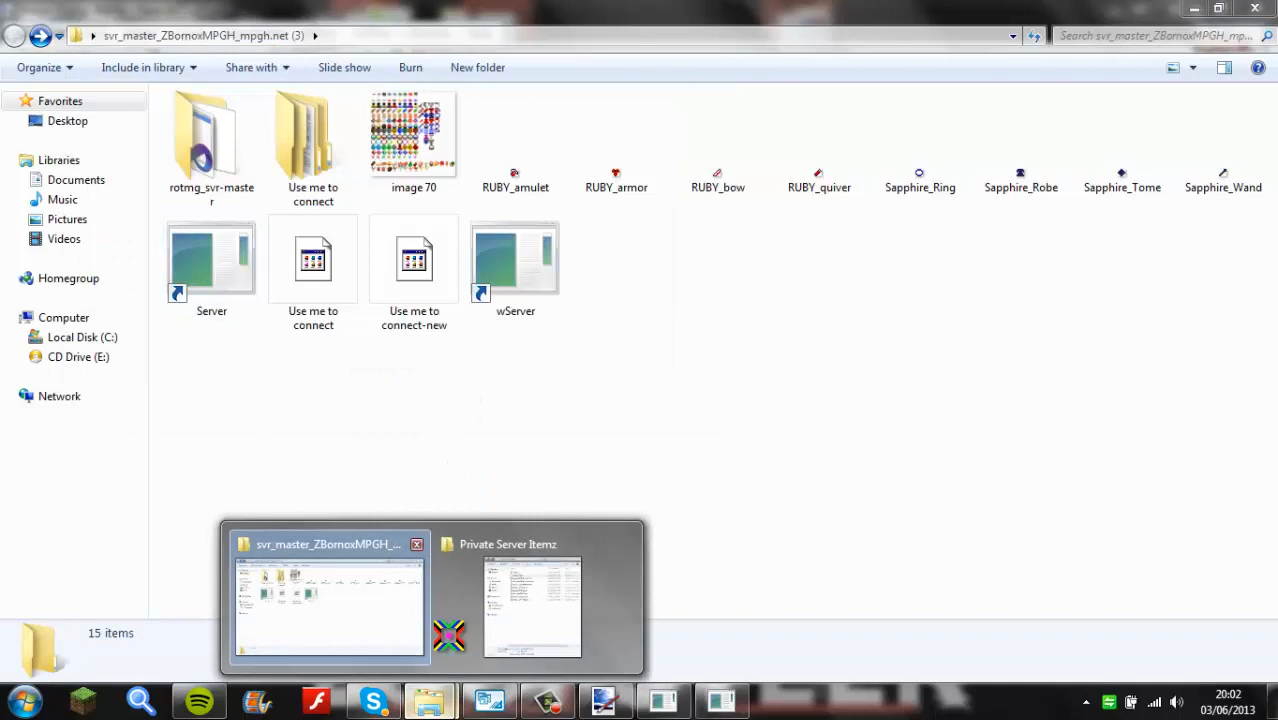 svr_master_ZBornoxMPGH_mpgh.net (3)
Search svr_master_ZBornoxMPGH_mp...
Organize
Include in library
Share with
Slide show
Burn
New folder
Favorites
Desktop
Libraries
Documents
Music
Pictures
Videos
Homegroup
Computer
Local Disk (C:)
CD Drive (E:)
Network
rotmg_svr-maste
r
Use me to
connect
image 70
RUBY_amulet
RUBY_armor
RUBY_bow
RUBY_quiver
Sapphire_Ring
Sapphire_Robe
Sapphire_Tome
Sapphire_Wand
Server
Use me to
connect
Use me to
connect-new
wServer
svr_master_ZBornoxMPGH_...
Private Server Itemz
15 items
20:02
03/06/2013